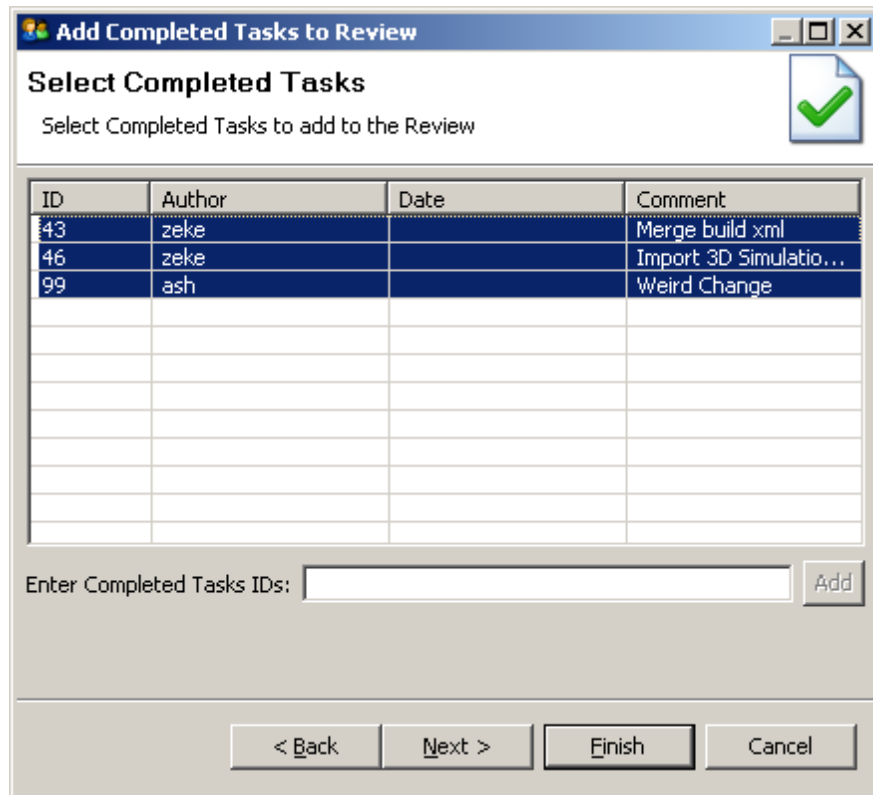 Add Completed Tasks to Review
Select Completed Tasks
Select Completed Tasks to add to the Review
ID Author Date Comment
43 zeke Merge build xml
46 zeke Import 3D Simulatio...
99 ash Weird Change
Enter Completed Tasks IDs: Add
< Back Next > Finish Cancel